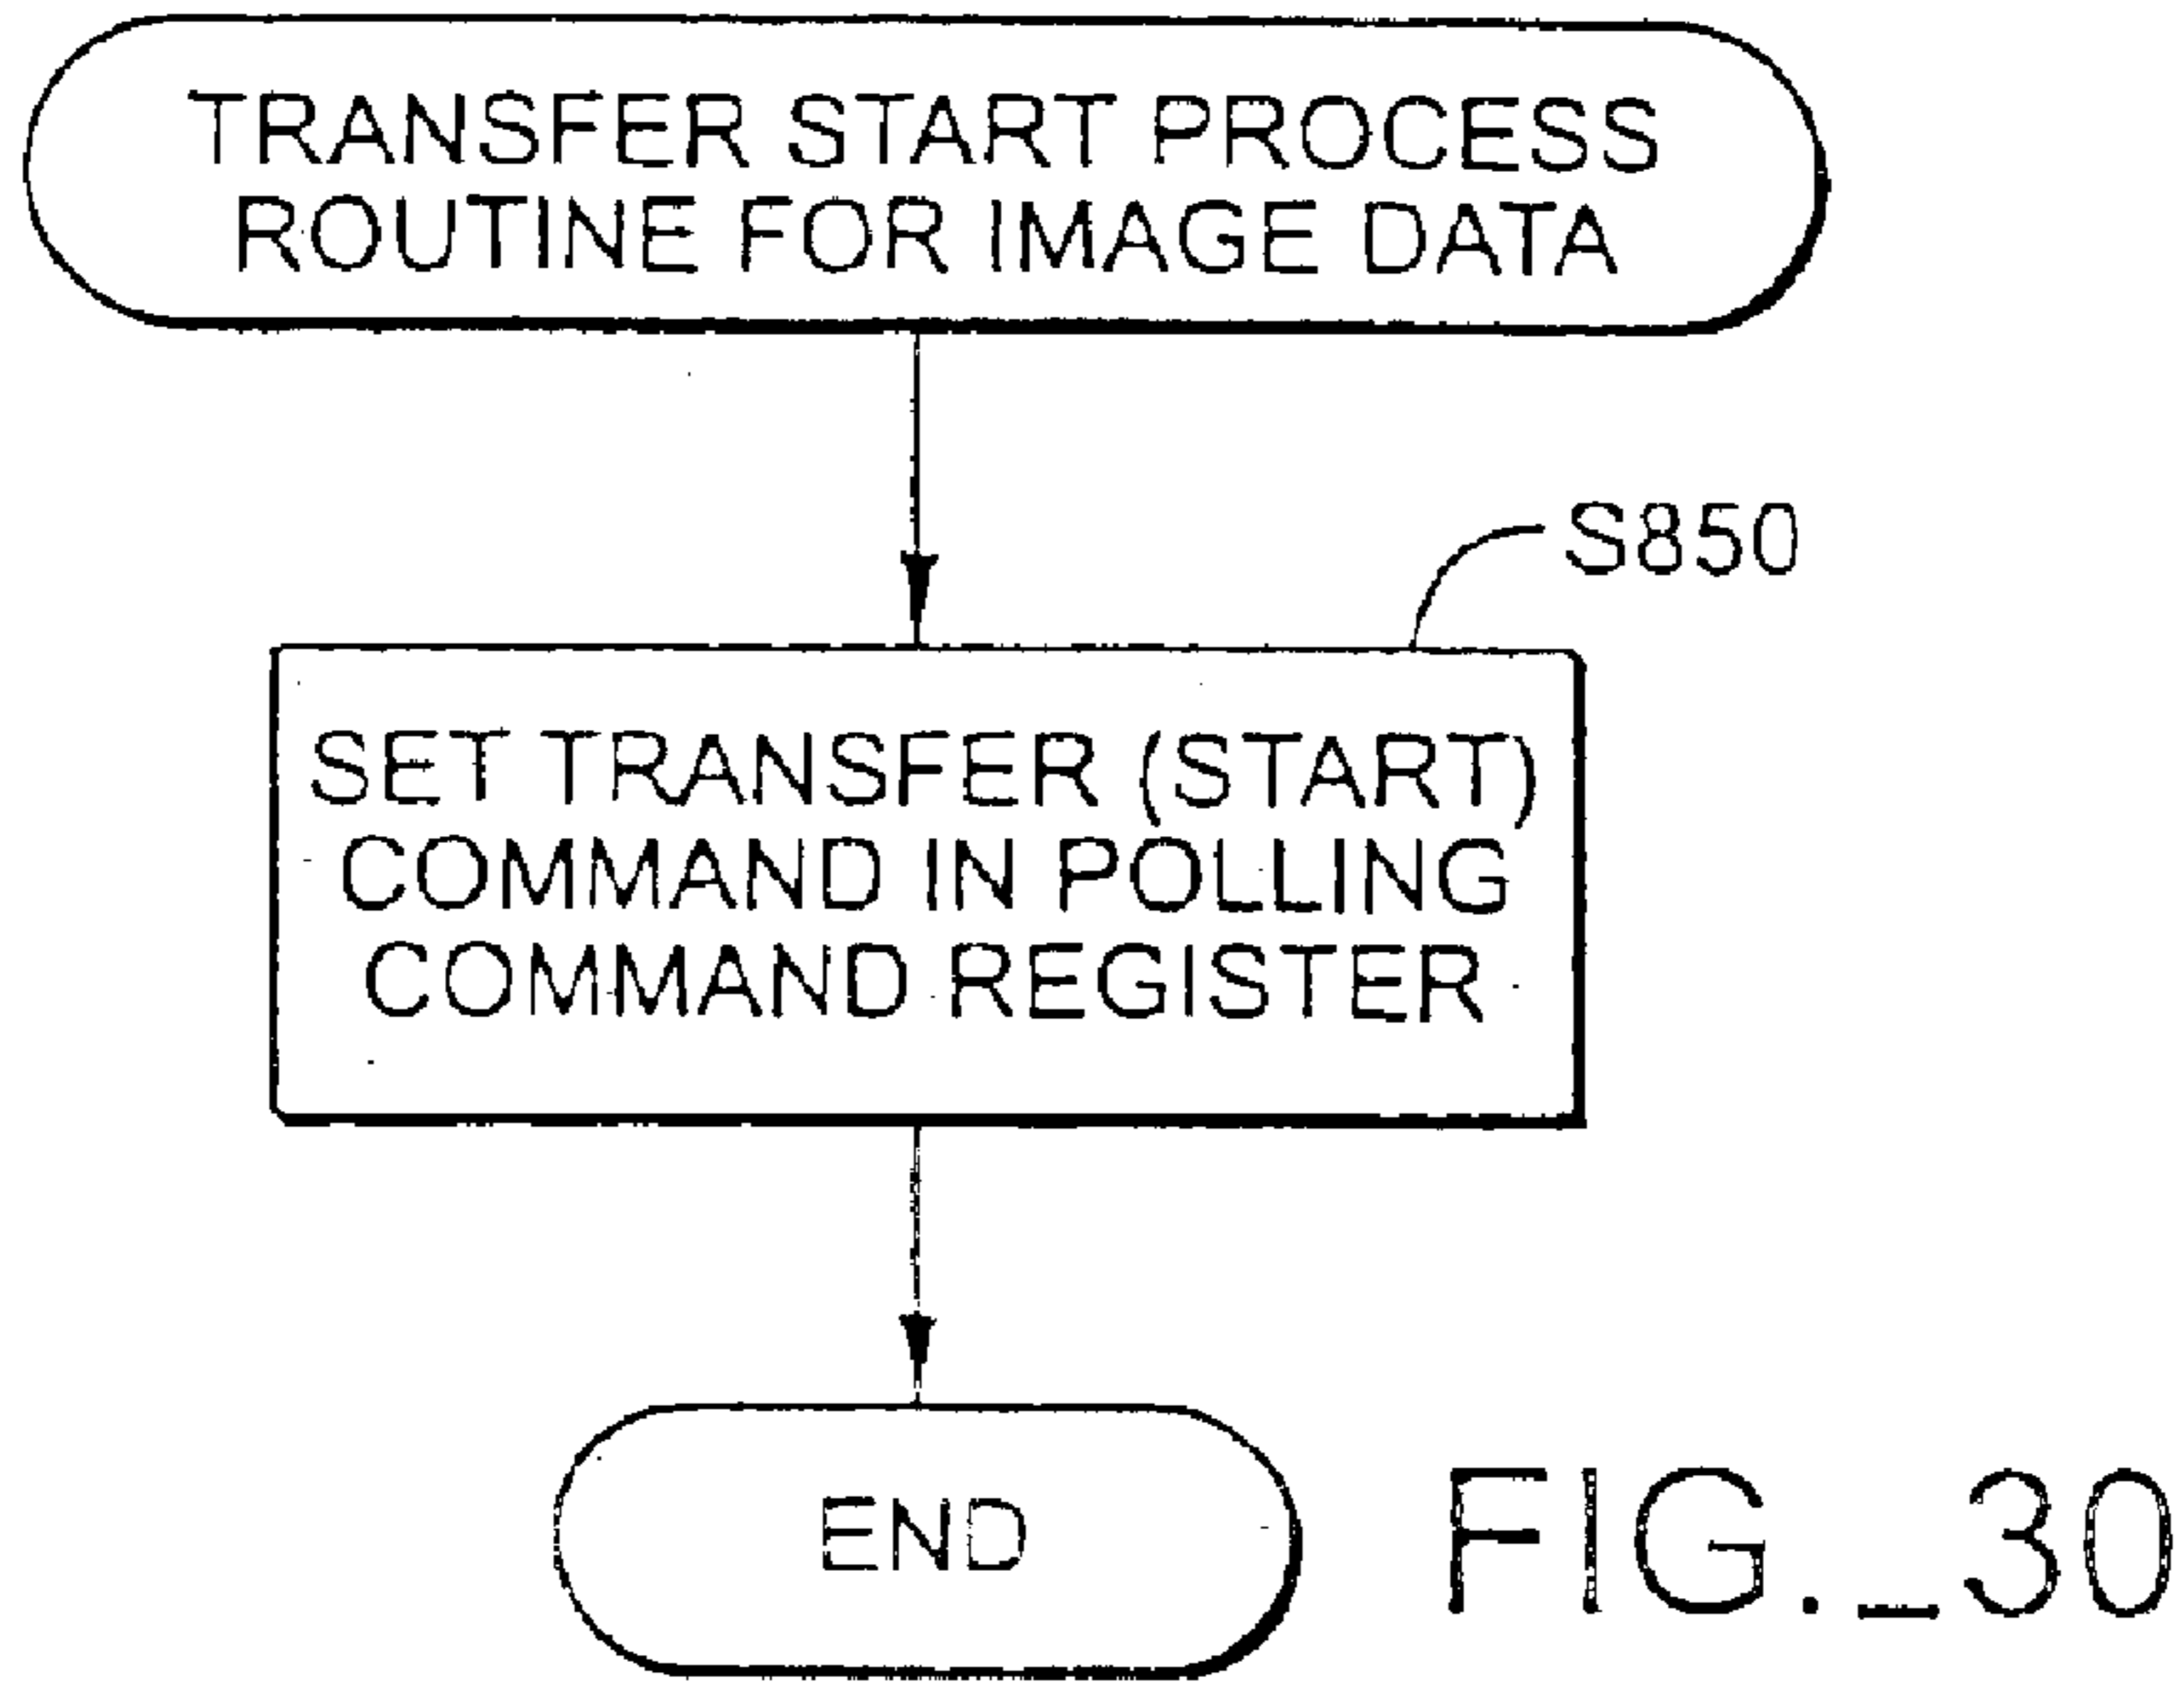 TRANSFER START PROCESS
ROUTINE FOR IMAGE DATA
S850
SET TRANSFER (START)
COMMAND IN POLLING
COMMAND REGISTER
END
FIG._30